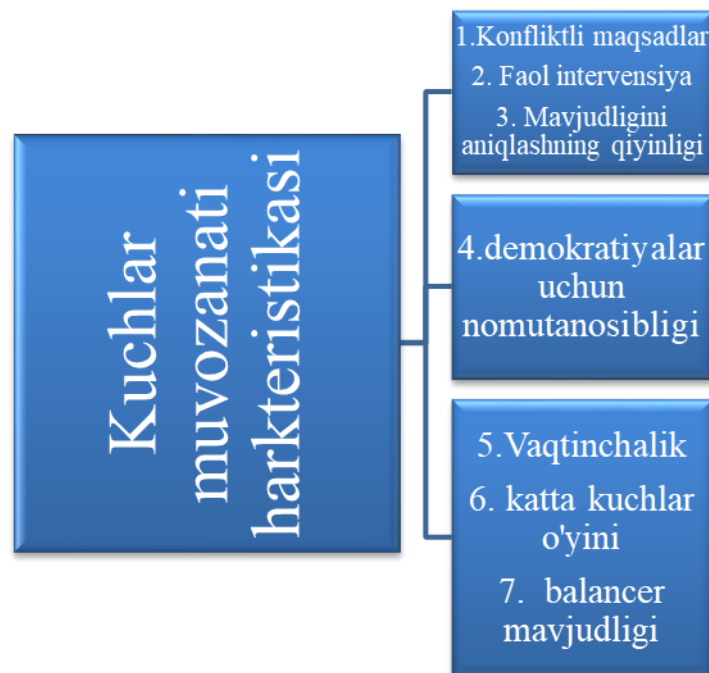 Kuchlar
muvozanati
harkteristikasi
1.Konfliktli maqsadlar
2. Faol intervensiya
3. Mavjudligini
aniqlashning qiyinligi
4.demokratiyalar
uchun
nomutanosibligi
5.Vaqtinchalik
6. katta kuchlar
o'yini
7. balancer
mavjudligi